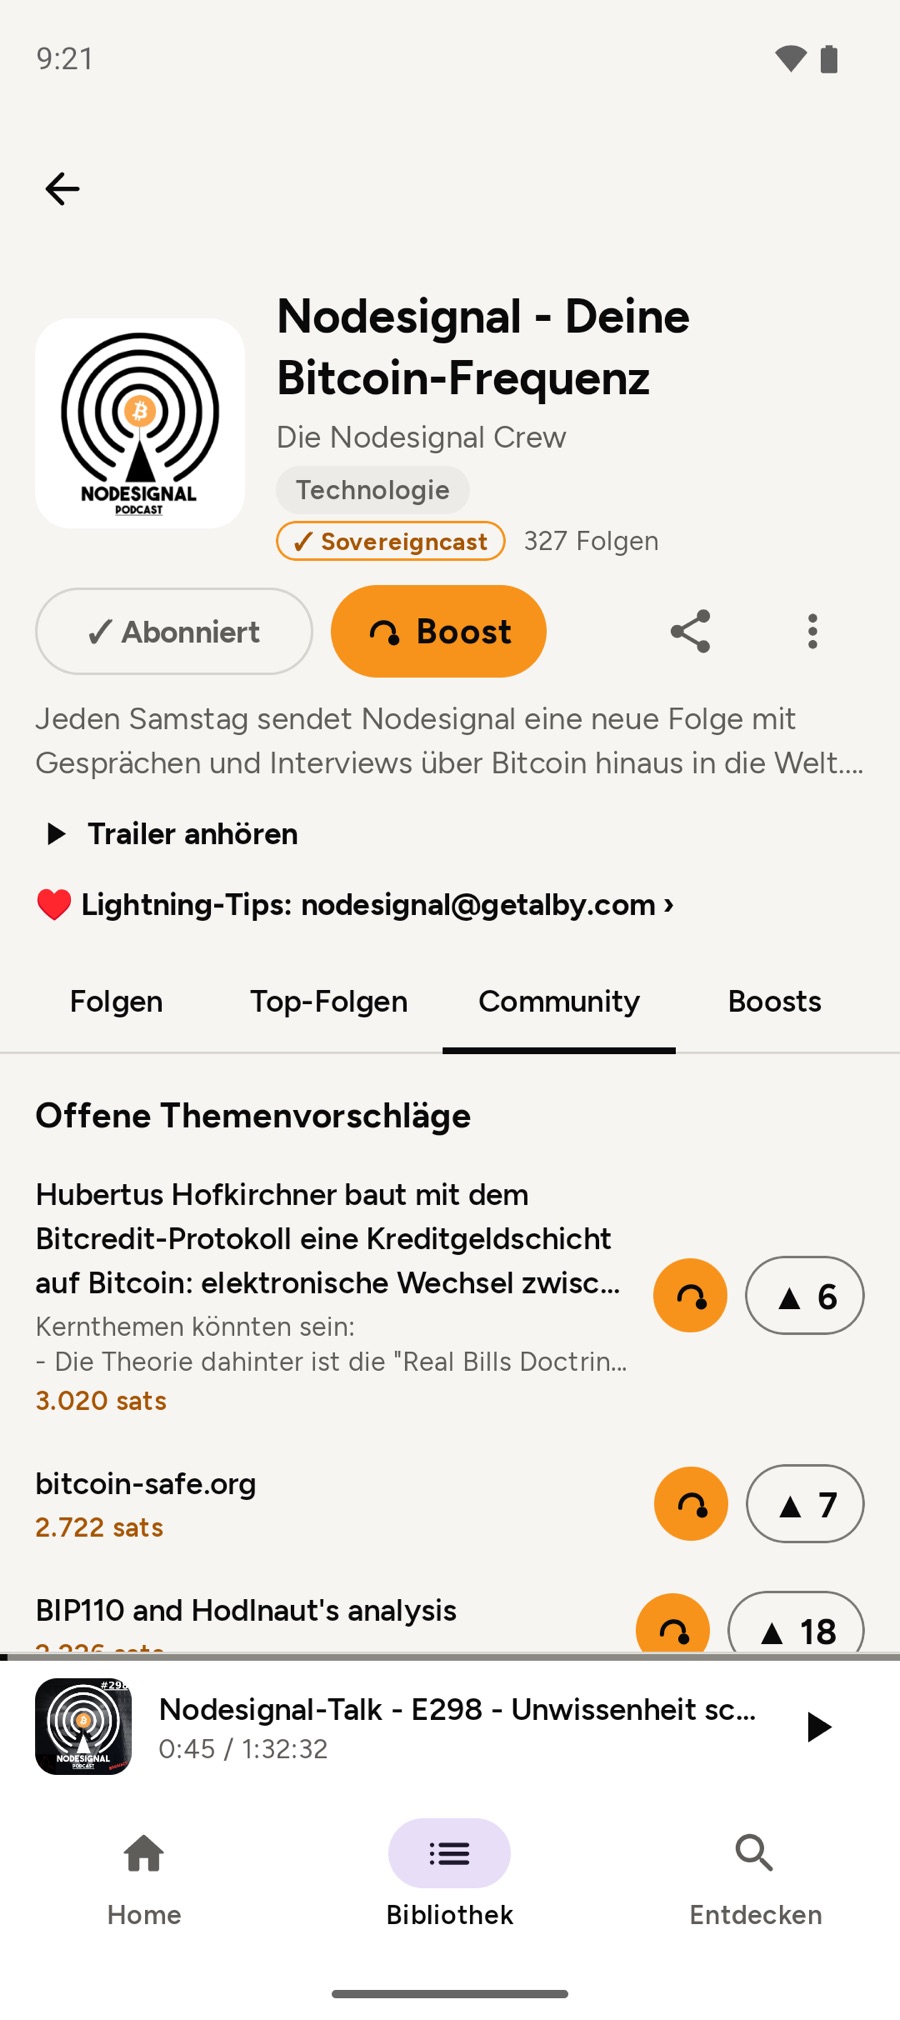 9:21
Nodesignal - Deine
Bitcoin-Frequenz
Die Nodesignal Crew
Technologie
✓ Sovereigncast 327 Folgen
NODESIGNAL
PODCAST
✓ Abonniert Boost
Jeden Samstag sendet Nodesignal eine neue Folge mit
Gesprächen und Interviews über Bitcoin hinaus in die Welt....
Trailer anhören
❤️ Lightning-Tips: nodesignal@getalby.com ›
Folgen Top-Folgen Community Boosts
Offene Themenvorschläge
Hubertus Hofkirchner baut mit dem
Bitcredit-Protokoll eine Kreditgeldschicht
auf Bitcoin: elektronische Wechsel zwisc...
Kernthemen könnten sein:
- Die Theorie dahinter ist die "Real Bills Doctrin...
3.020 sats
▲ 6
bitcoin-safe.org
2.722 sats
▲ 7
BIP110 and Hodlnaut's analysis
▲ 18
#298
NODESIGNAL
PODCAST
Nodesignal-Talk - E298 - Unwissenheit sc...
0:45 / 1:32:32
Home Bibliothek Entdecken